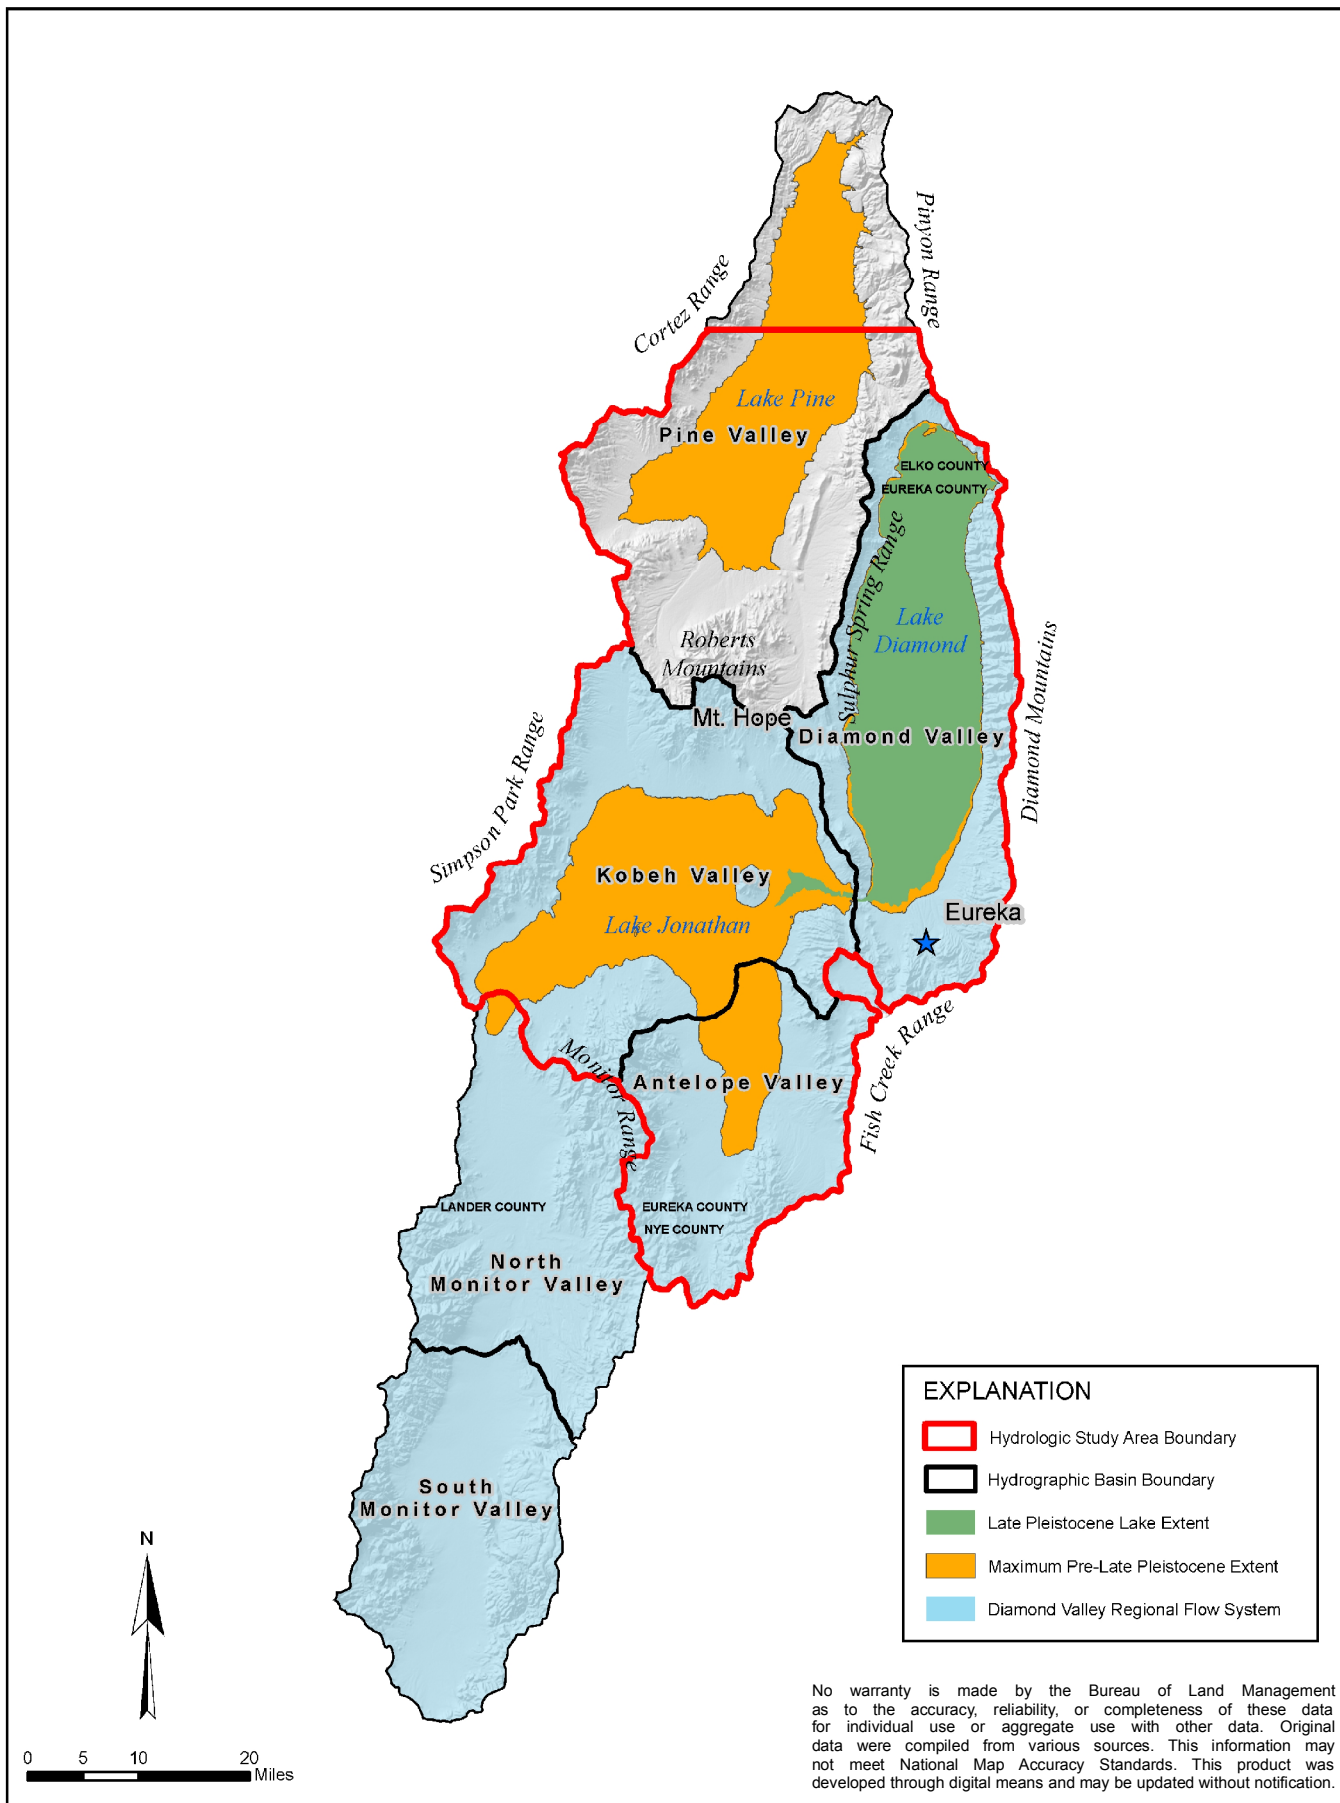 Cortez Range
Pinyon Range
Lake Pine
Pine Valley
ELKO COUNTY
EUREKA COUNTY
Sulphur Spring Range
Lake
Diamond
Roberts
Mountains
Mt. Hope
Diamond Valley
Diamond Mountains
Simpson Park Range
Kobeh Valley
Lake Jonathan
Eureka
Fish Creek Range
Monitor Range
Antelope Valley
LANDER COUNTY
EUREKA COUNTY
NYE COUNTY
North
Monitor Valley
South
Monitor Valley
EXPLANATION
Hydrologic Study Area Boundary
Hydrographic Basin Boundary
Late Pleistocene Lake Extent
Maximum Pre-Late Pleistocene Extent
Diamond Valley Regional Flow System
N
0 5 10 20
Miles
No warranty is made by the Bureau of Land Management
as to the accuracy, reliability, or completeness of these data
for individual use or aggregate use with other data. Original
data were compiled from various sources. This information may
not meet National Map Accuracy Standards. This product was
developed through digital means and may be updated without notification.